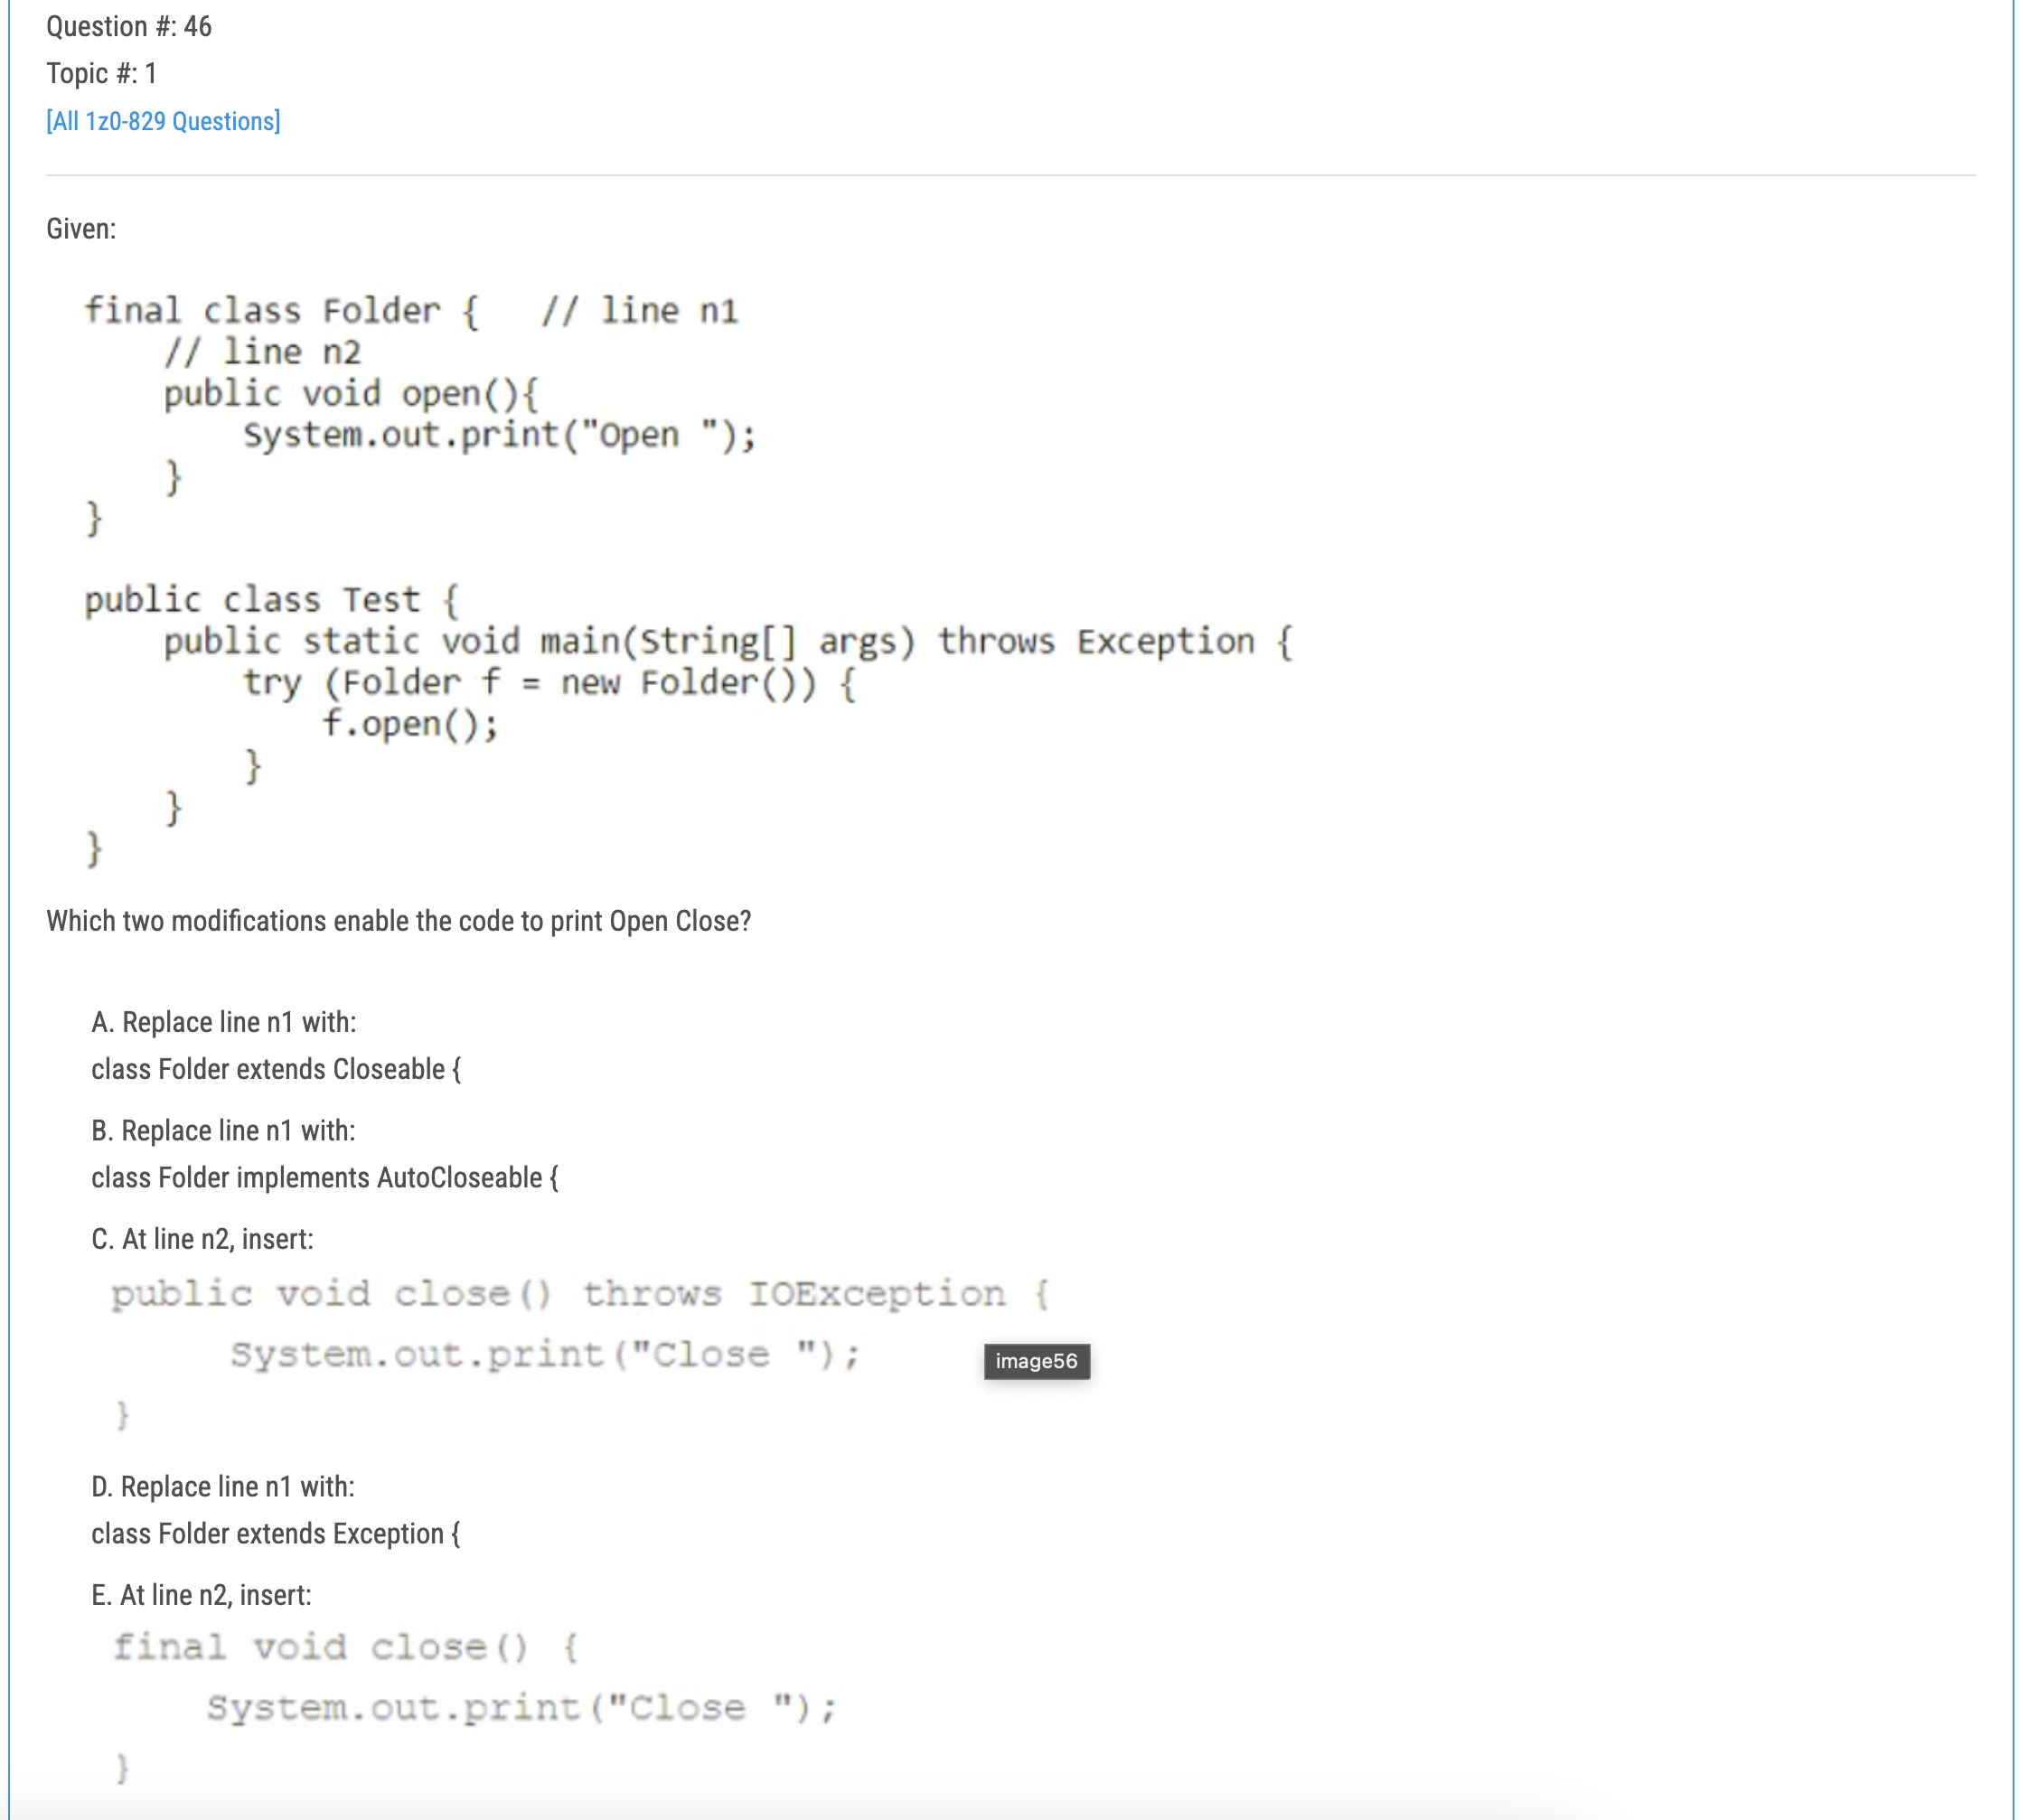 Question #: 46
Topic #: 1
[All 1z0-829 Questions]
Given:
final class Folder {   // line n1
    // line n2
    public void open(){
        System.out.print("Open ");
    }
}
public class Test {
    public static void main(String[] args) throws Exception {
        try (Folder f = new Folder()) {
            f.open();
        }
    }
}
Which two modifications enable the code to print Open Close?
A. Replace line n1 with:
class Folder extends Closeable {
B. Replace line n1 with:
class Folder implements AutoCloseable {
C. At line n2, insert:
public void close() throws IOException {
    System.out.print("Close ");
image56
}
D. Replace line n1 with:
class Folder extends Exception {
E. At line n2, insert:
final void close() {
    System.out.print("Close ");
}